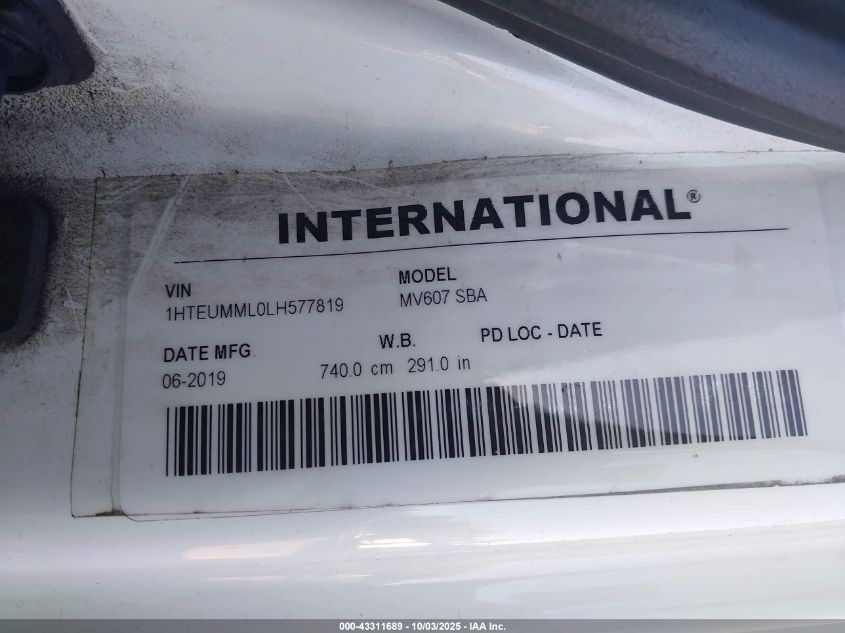 INTERNATIONAL®
VIN
1HTEUMML0LH577819
MODEL
MV607 SBA
DATE MFG
06-2019
W.B.
740.0 cm 291.0 in
PD LOC - DATE
000-43311689 - 10/03/2025 - IAA Inc.